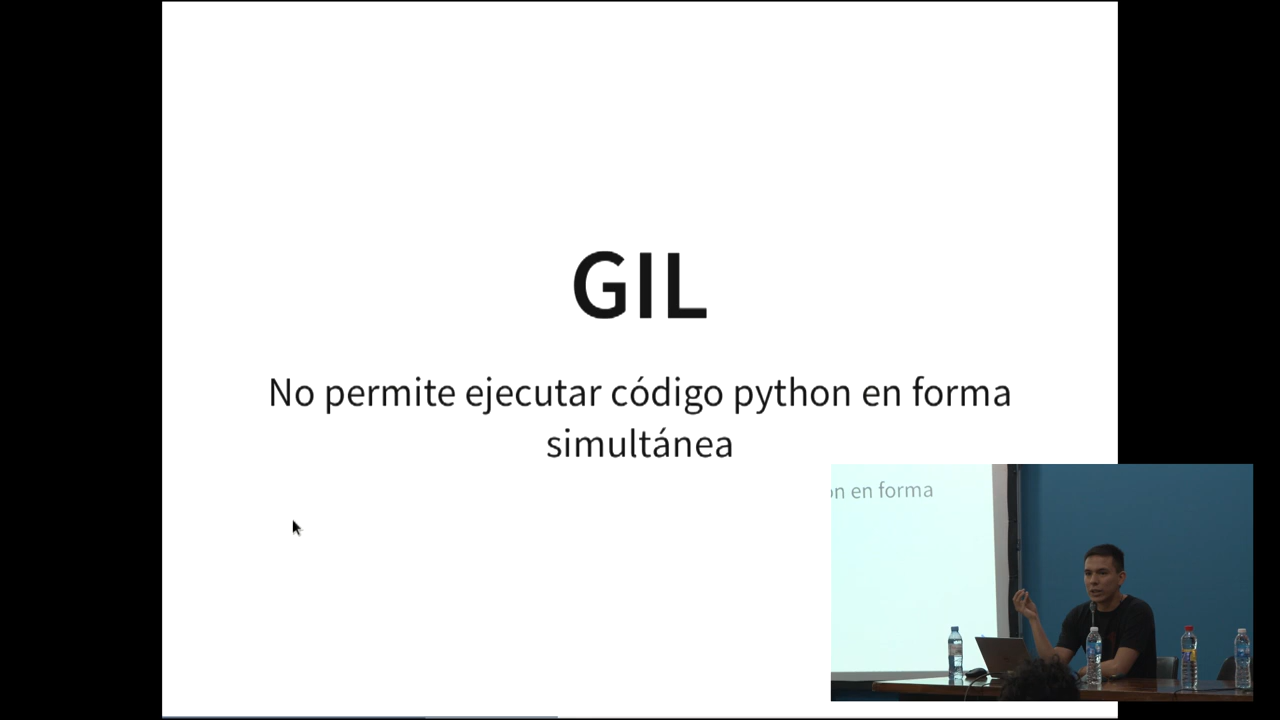 GIL
No permite ejecutar código python en forma
simultánea
on en forma